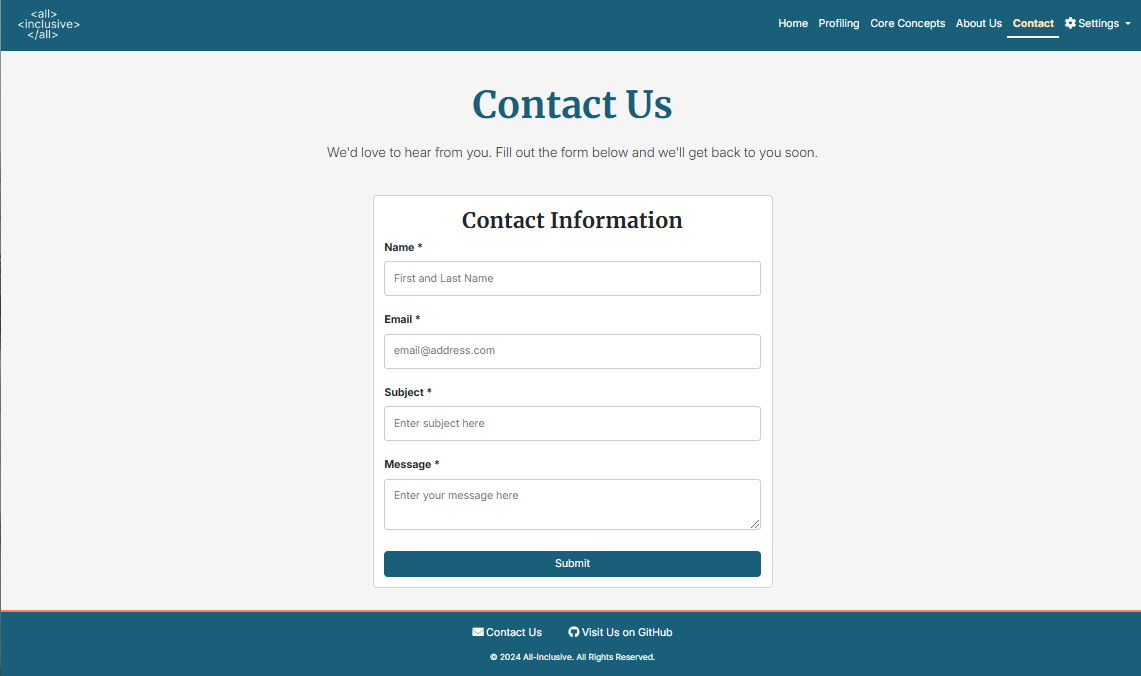 <all>
<inclusive>
</all>
Home Profiling Core Concepts About Us Contact Settings
Contact Us
We'd love to hear from you. Fill out the form below and we'll get back to you soon.
Contact Information
Name *
First and Last Name
Email *
email@address.com
Subject *
Enter subject here
Message *
Enter your message here
Submit
Contact Us Visit Us on GitHub
© 2024 All-Inclusive. All Rights Reserved.